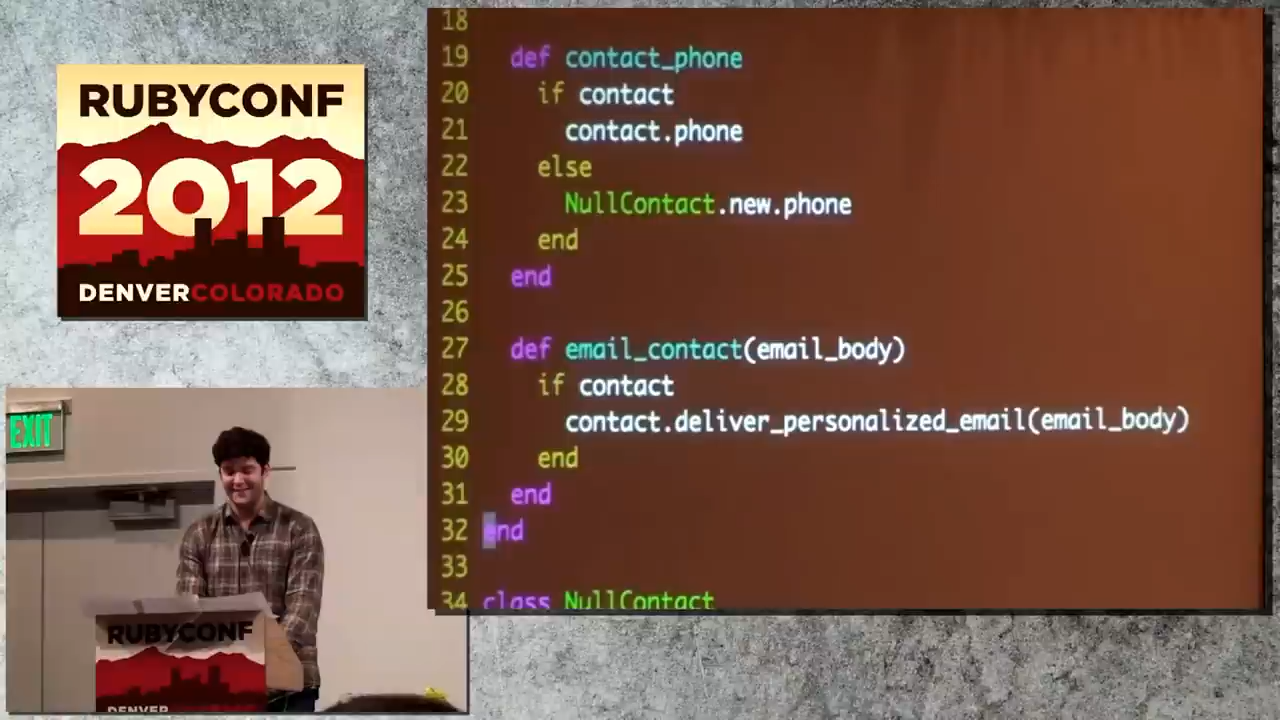 RUBYCONF
2012
DENVERCOLORADO
EXIT
RUBYCONF
DENVER
18
19 def contact_phone
20 if contact
21 contact.phone
22 else
23 NullContact.new.phone
24 end
25 end
26
27 def email_contact(email_body)
28 if contact
29 contact.deliver_personalized_email(email_body)
30 end
31 end
32 end
33
34 class NullContact